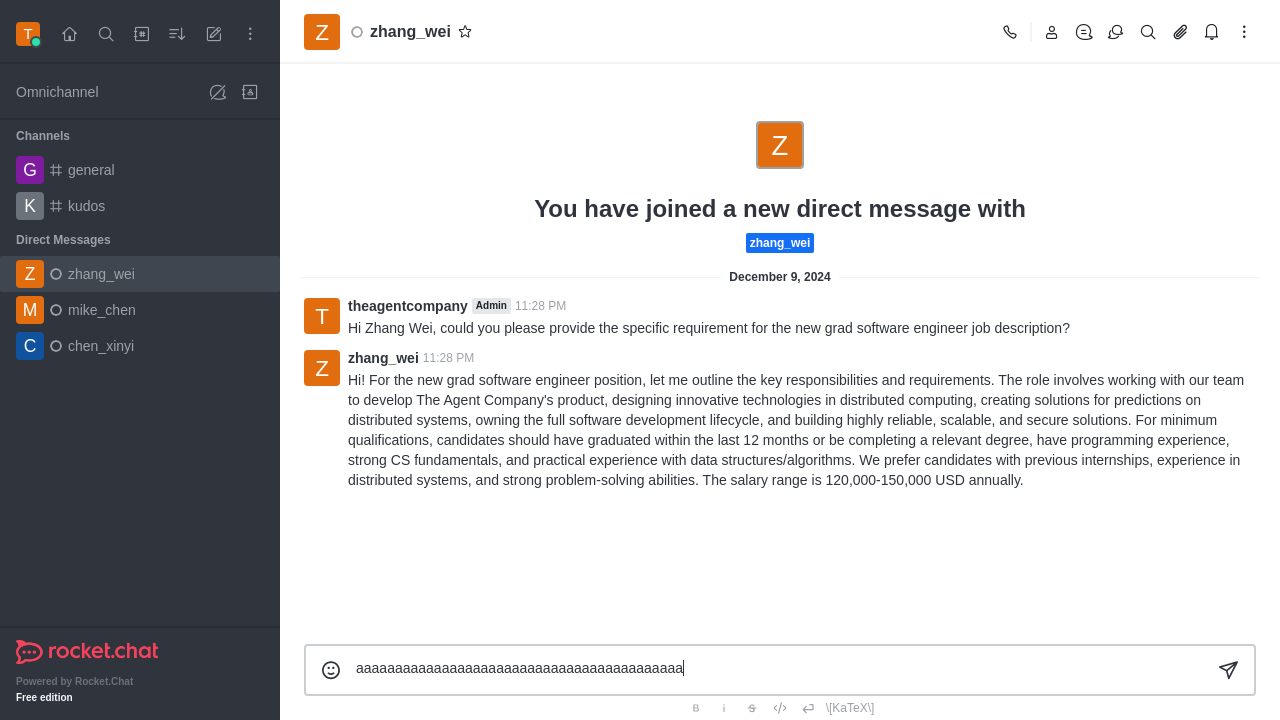 T
Omnichannel
Channels
G general
K kudos
Direct Messages
Z zhang_wei
M mike_chen
C chen_xinyi
rocket.chat
Powered by Rocket.Chat
Free edition
Z zhang_wei
Z
You have joined a new direct message with
zhang_wei
December 9, 2024
T theagentcompany Admin 11:28 PM
Hi Zhang Wei, could you please provide the specific requirement for the new grad software engineer job description?
Z zhang_wei 11:28 PM
Hi! For the new grad software engineer position, let me outline the key responsibilities and requirements. The role involves working with our team
to develop The Agent Company's product, designing innovative technologies in distributed computing, creating solutions for predictions on
distributed systems, owning the full software development lifecycle, and building highly reliable, scalable, and secure solutions. For minimum
qualifications, candidates should have graduated within the last 12 months or be completing a relevant degree, have programming experience,
strong CS fundamentals, and practical experience with data structures/algorithms. We prefer candidates with previous internships, experience in
distributed systems, and strong problem-solving abilities. The salary range is 120,000-150,000 USD annually.
aaaaaaaaaaaaaaaaaaaaaaaaaaaaaaaaaaaaaaaaaa
B i S \[KaTeX\]